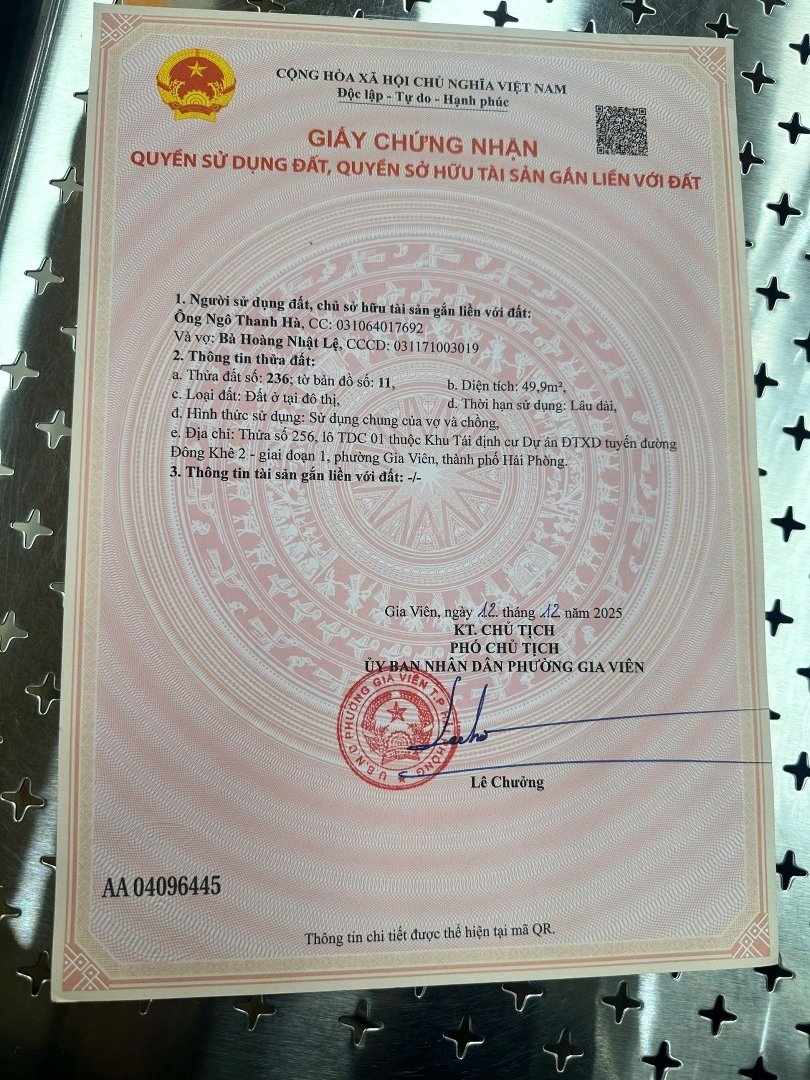 CỘNG HÒA XÃ HỘI CHỦ NGHĨA VIỆT NAM
Độc lập - Tự do - Hạnh phúc
GIẤY CHỨNG NHẬN
QUYỀN SỬ DỤNG ĐẤT, QUYỀN SỞ HỮU TÀI SẢN GẮN LIỀN VỚI ĐẤT
1. Người sử dụng đất, chủ sở hữu tài sản gắn liền với đất:
Ông Ngô Thanh Hà, CC: 031064017692
Và vợ: Bà Hoàng Nhật Lệ, CCCD: 031171003019
2. Thông tin thửa đất:
a. Thửa đất số: 236; tờ bản đồ số: 11, b. Diện tích: 49,9m²,
c. Loại đất: Đất ở tại đô thị, d. Thời hạn sử dụng: Lâu dài,
đ. Hình thức sử dụng: Sử dụng chung của vợ và chồng,
e. Địa chỉ: Thửa số 256, lô TDC 01 thuộc Khu Tái định cư Dự án ĐTXD tuyến đường
Đông Khê 2 - giai đoạn 1, phường Gia Viên, thành phố Hải Phòng.
3. Thông tin tài sản gắn liền với đất: -/-
Gia Viên, ngày 12 tháng 12 năm 2025
KT. CHỦ TỊCH
PHÓ CHỦ TỊCH
ỦY BAN NHÂN DÂN PHƯỜNG GIA VIÊN
U.B.N.D PHƯỜNG GIA VIÊN T.P HẢI PHÒNG
Lê Chưởng
AA 04096445
Thông tin chi tiết được thể hiện tại mã QR.